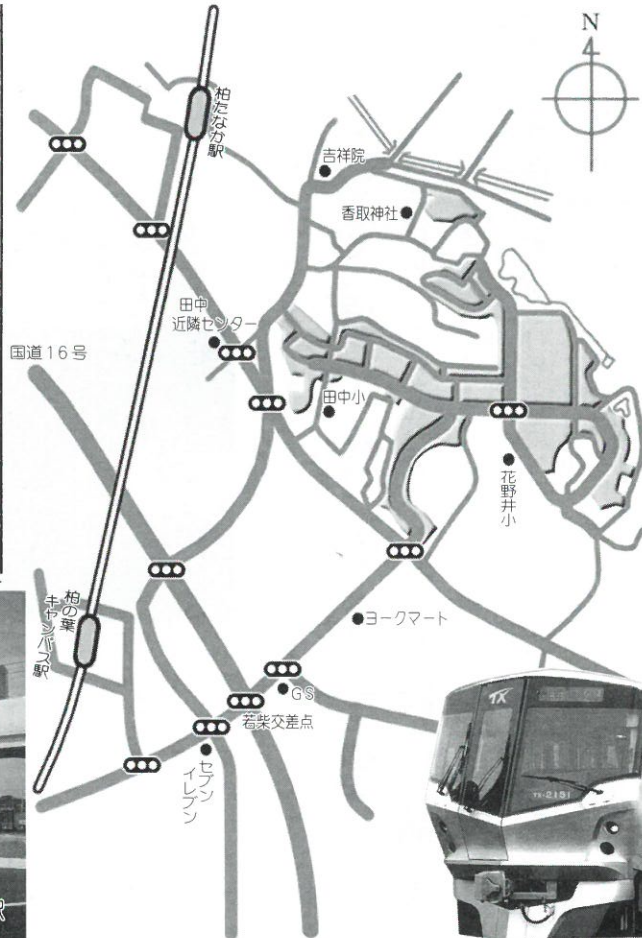 N
柏たなか駅
吉祥院
香取神社
田中
近隣センター
国道16号
田中小
花野井小
柏の葉
キャンパス駅
ヨークマート
GS
若柴交差点
セブン
イレブン
TX
TX-2151
駅